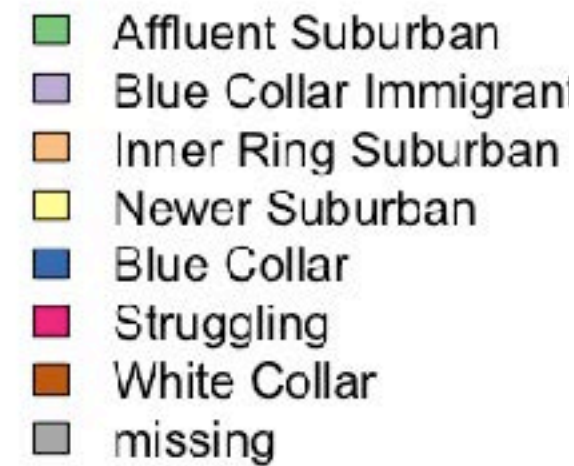 Affluent Suburban
Blue Collar Immigrant
Inner Ring Suburban
Newer Suburban
Blue Collar
Struggling
White Collar
missing